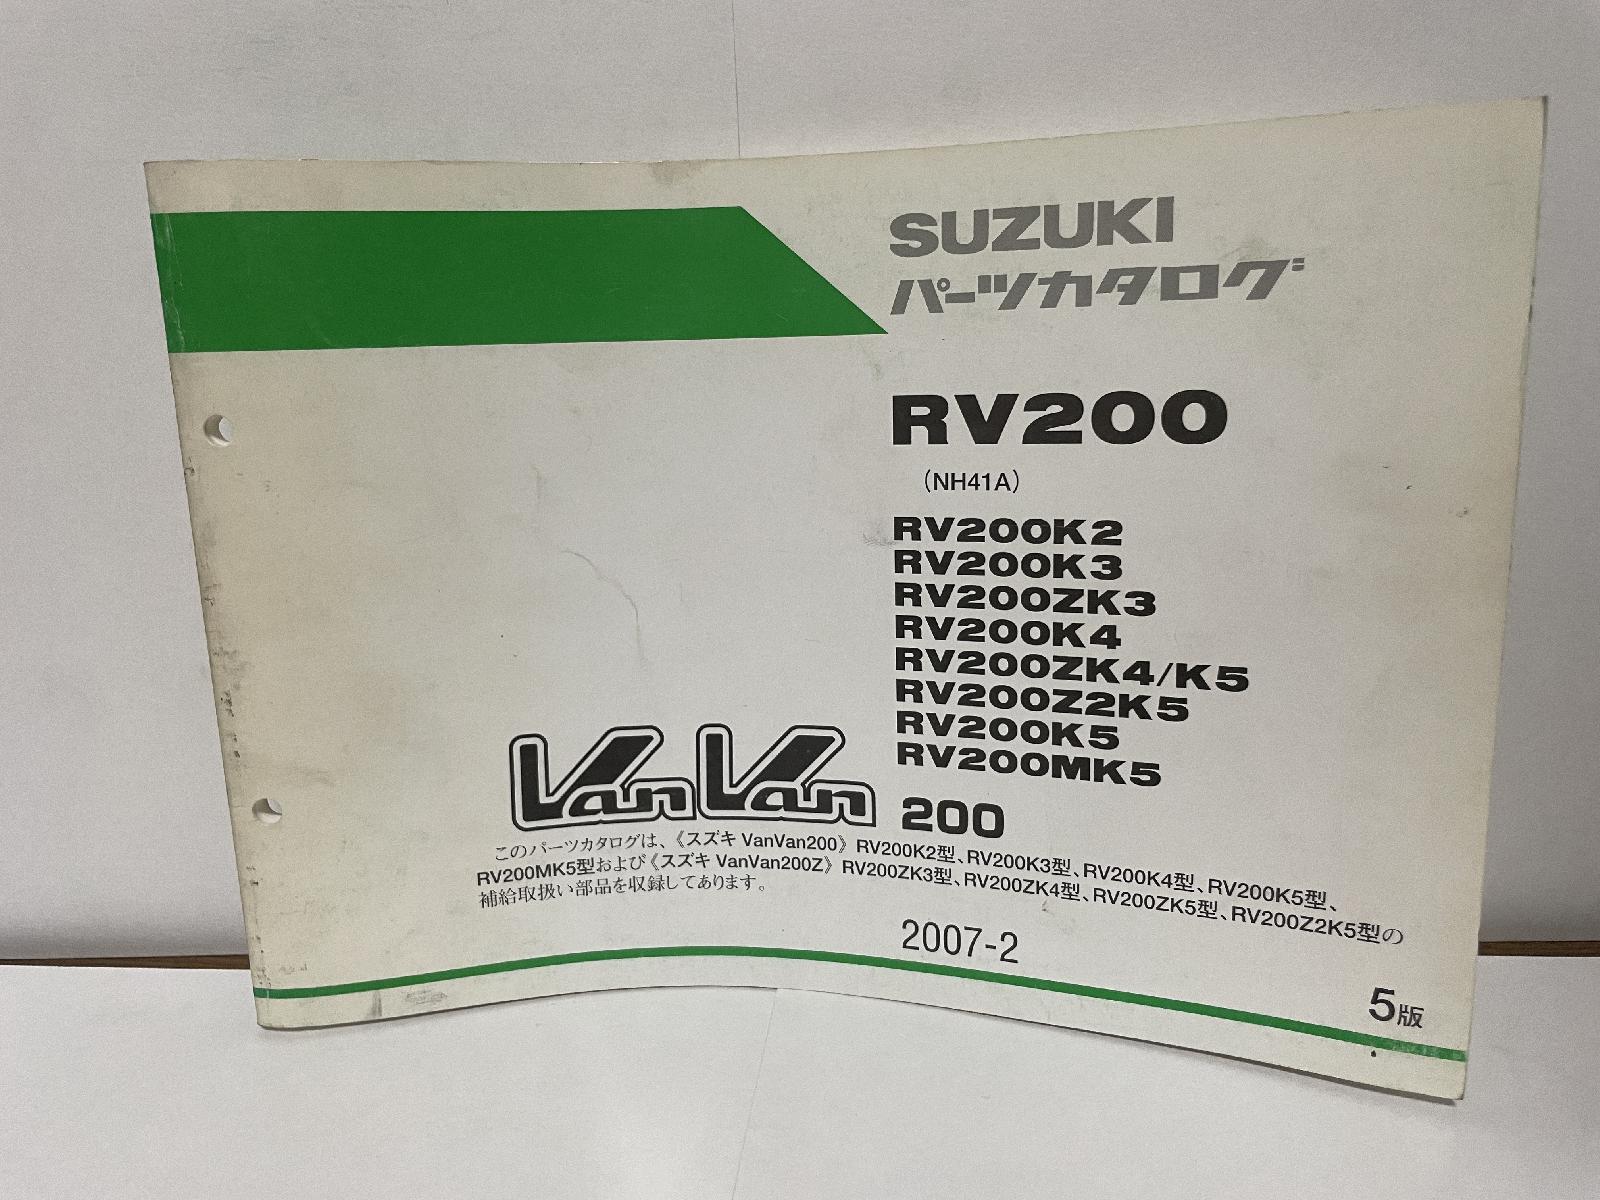 SUZUKI
パーツカタログ
RV200
(NH41A)
RV200K2
RV200K3
RV200ZK3
RV200K4
RV200ZK4/K5
RV200Z2K5
RV200K5
RV200MK5
VanVan 200
このパーツカタログは、《スズキ VanVan200》RV200K2型、RV200K3型、RV200K4型、RV200K5型、
RV200MK5型および《スズキ VanVan200Z》RV200ZK3型、RV200ZK4型、RV200ZK5型、RV200Z2K5型の
補給取扱い部品を収録してあります。
2007-2
5版